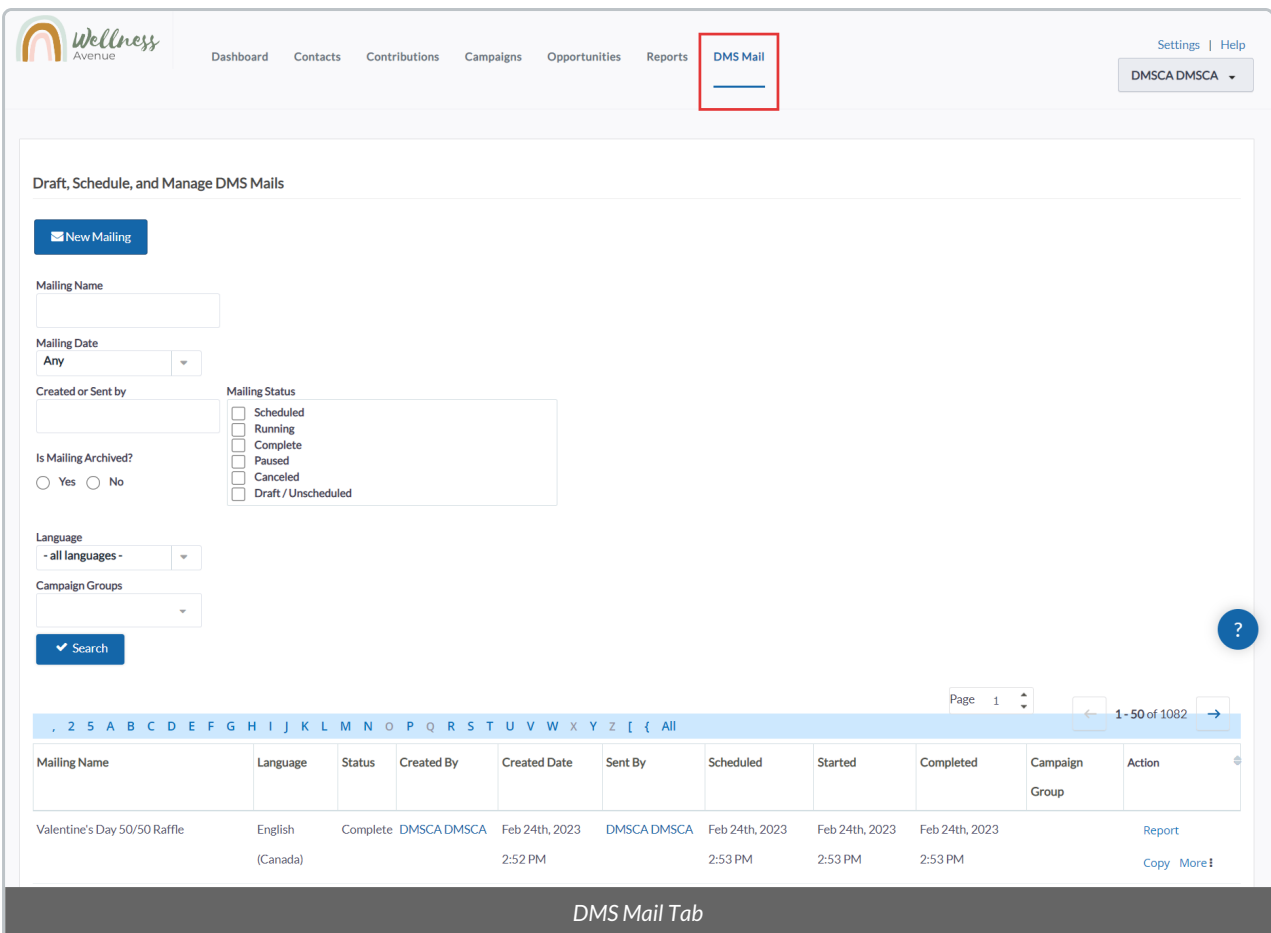 Wellness
Avenue
Dashboard Contacts Contributions Campaigns Opportunities Reports DMS Mail
Settings | Help
DMSCA DMSCA
Draft, Schedule, and Manage DMS Mails
New Mailing
Mailing Name
Mailing Date
Any
Created or Sent by
Mailing Status
Scheduled
Running
Complete
Paused
Canceled
Draft / Unscheduled
Is Mailing Archived?
Yes No
Language
- all languages -
Campaign Groups
Search
?
Page 1
← 1 - 50 of 1082 →
, 2 5 A B C D E F G H I J K L M N O P Q R S T U V W X Y Z [ { All
Mailing Name Language Status Created By Created Date Sent By Scheduled Started Completed Campaign Action
Group
Valentine's Day 50/50 Raffle English Complete DMSCA DMSCA Feb 24th, 2023 DMSCA DMSCA Feb 24th, 2023 Feb 24th, 2023 Feb 24th, 2023 Report
(Canada) 2:52 PM 2:53 PM 2:53 PM 2:53 PM Copy More
DMS Mail Tab